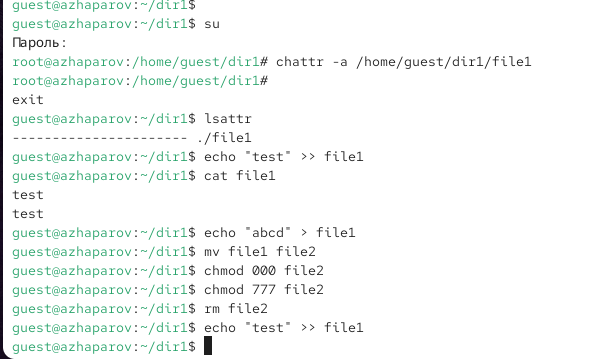 guest@azhaparov:~/dir1$
guest@azhaparov:~/dir1$ su
Пароль:
root@azhaparov:/home/guest/dir1# chattr -a /home/guest/dir1/file1
root@azhaparov:/home/guest/dir1#
exit
guest@azhaparov:~/dir1$ lsattr
---------------------- ./file1
guest@azhaparov:~/dir1$ echo "test" >> file1
guest@azhaparov:~/dir1$ cat file1
test
test
guest@azhaparov:~/dir1$ echo "abcd" > file1
guest@azhaparov:~/dir1$ mv file1 file2
guest@azhaparov:~/dir1$ chmod 000 file2
guest@azhaparov:~/dir1$ chmod 777 file2
guest@azhaparov:~/dir1$ rm file2
guest@azhaparov:~/dir1$ echo "test" >> file1
guest@azhaparov:~/dir1$